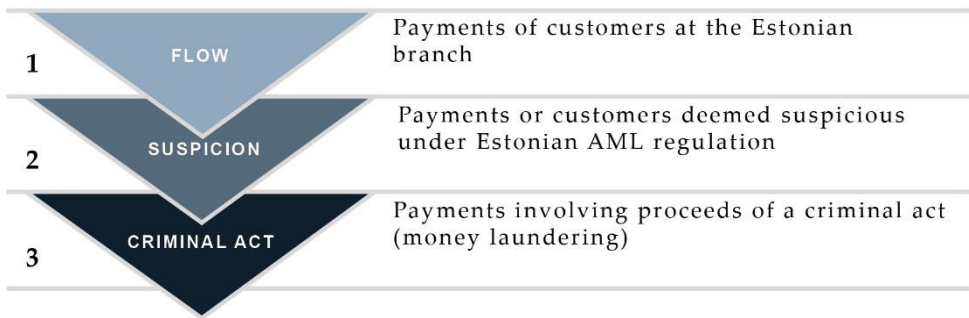 1
FLOW
Payments of customers at the Estonian
branch
2
SUSPICION
Payments or customers deemed suspicious
under Estonian AML regulation
3
CRIMINAL ACT
Payments involving proceeds of a criminal act
(money laundering)